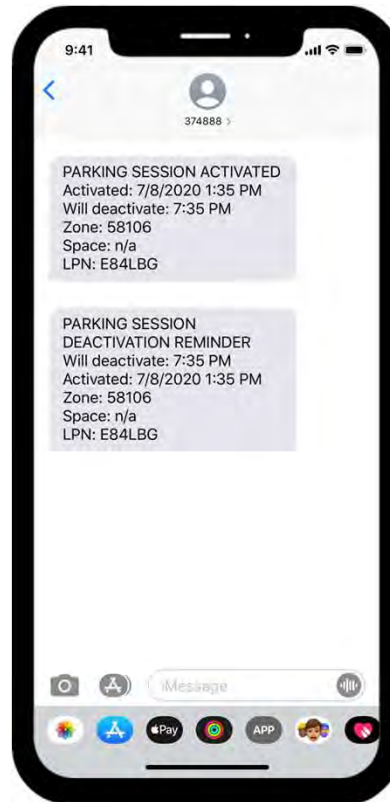 9:41
374888 >
PARKING SESSION ACTIVATED
Activated: 7/8/2020 1:35 PM
Will deactivate: 7:35 PM
Zone: 58106
Space: n/a
LPN: E84LBG
PARKING SESSION
DEACTIVATION REMINDER
Will deactivate: 7:35 PM
Activated: 7/8/2020 1:35 PM
Zone: 58106
Space: n/a
LPN: E84LBG
iMessage
Pay
APP